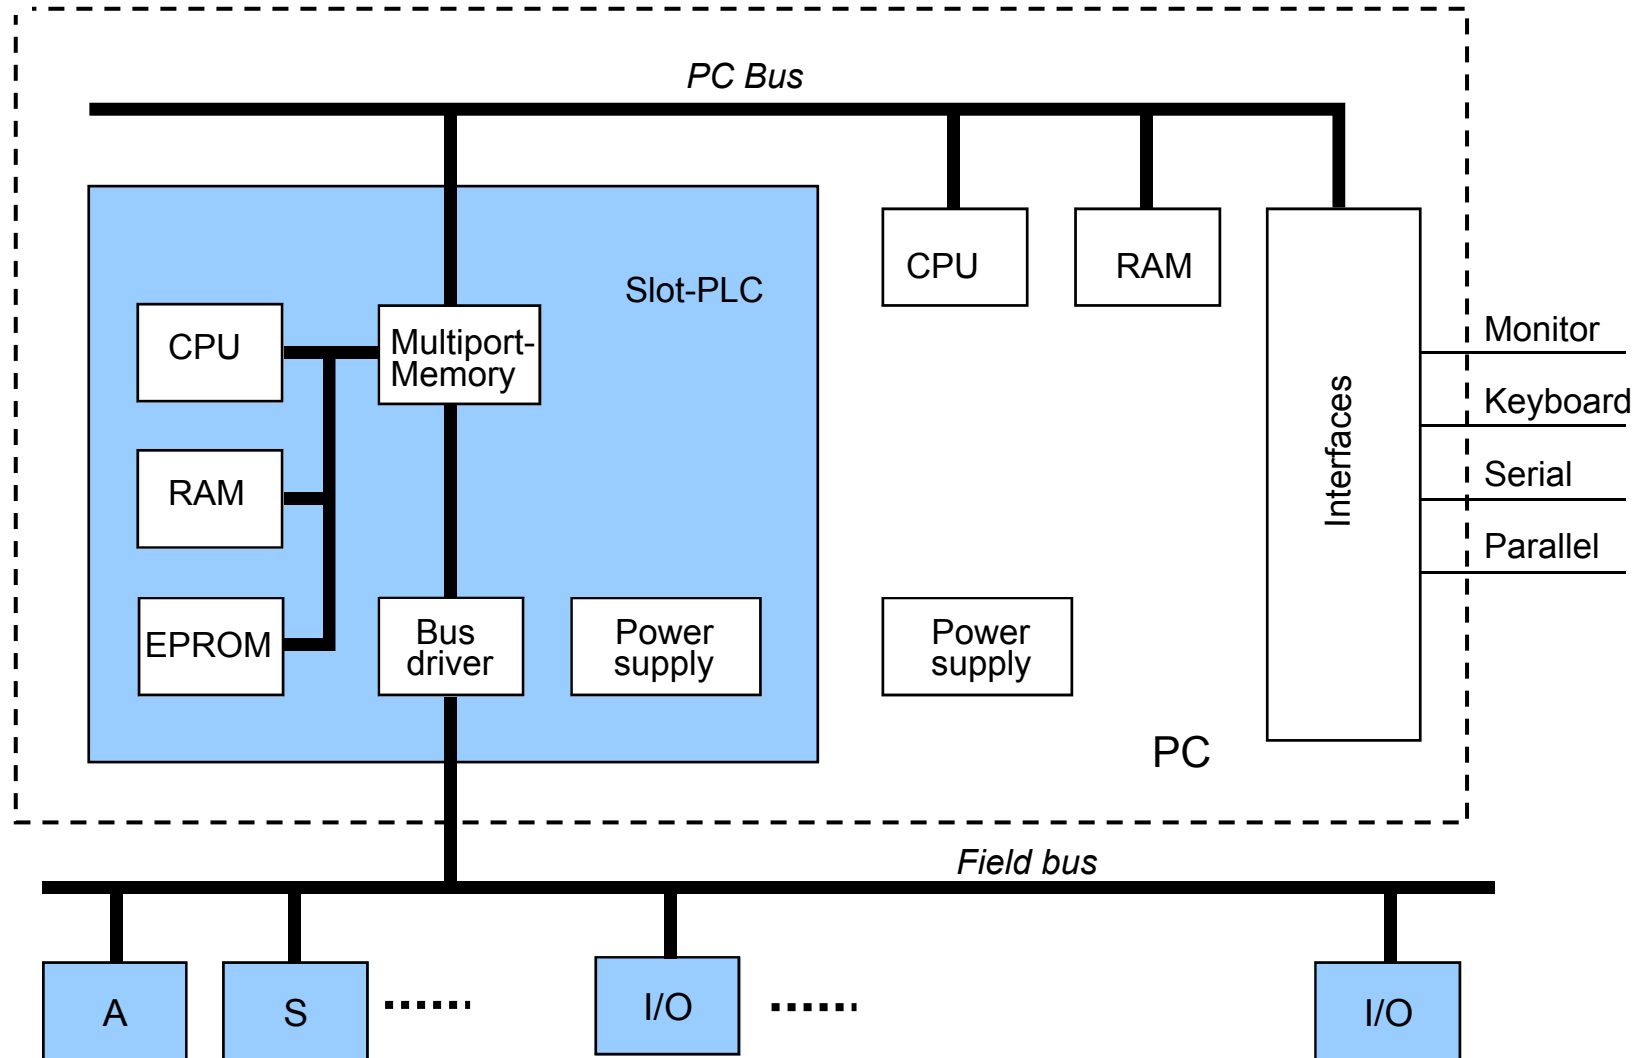 PC Bus
Slot-PLC
CPU
RAM
CPU
Multiport-
Memory
RAM
EPROM
Bus
driver
Power
supply
Power
supply
PC
Interfaces
Monitor
Keyboard
Serial
Parallel
Field bus
A
S
I/O
I/O